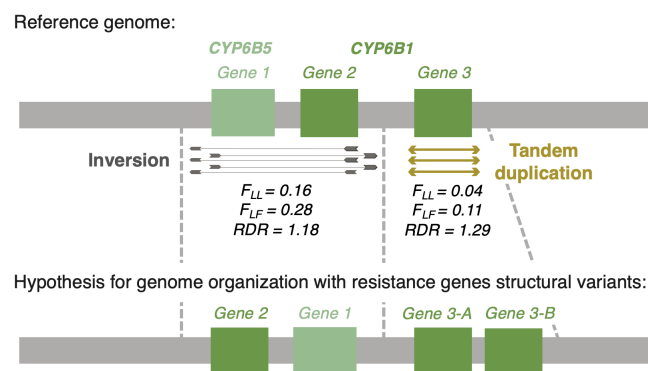 Reference genome:
CYP6B5 CYP6B1
Gene 1 Gene 2 Gene 3
Inversion
Tandem
duplication
F_LL = 0.16
F_LF = 0.28
RDR = 1.18
F_LL = 0.04
F_LF = 0.11
RDR = 1.29
Hypothesis for genome organization with resistance genes structural variants:
Gene 2 Gene 1 Gene 3-A Gene 3-B